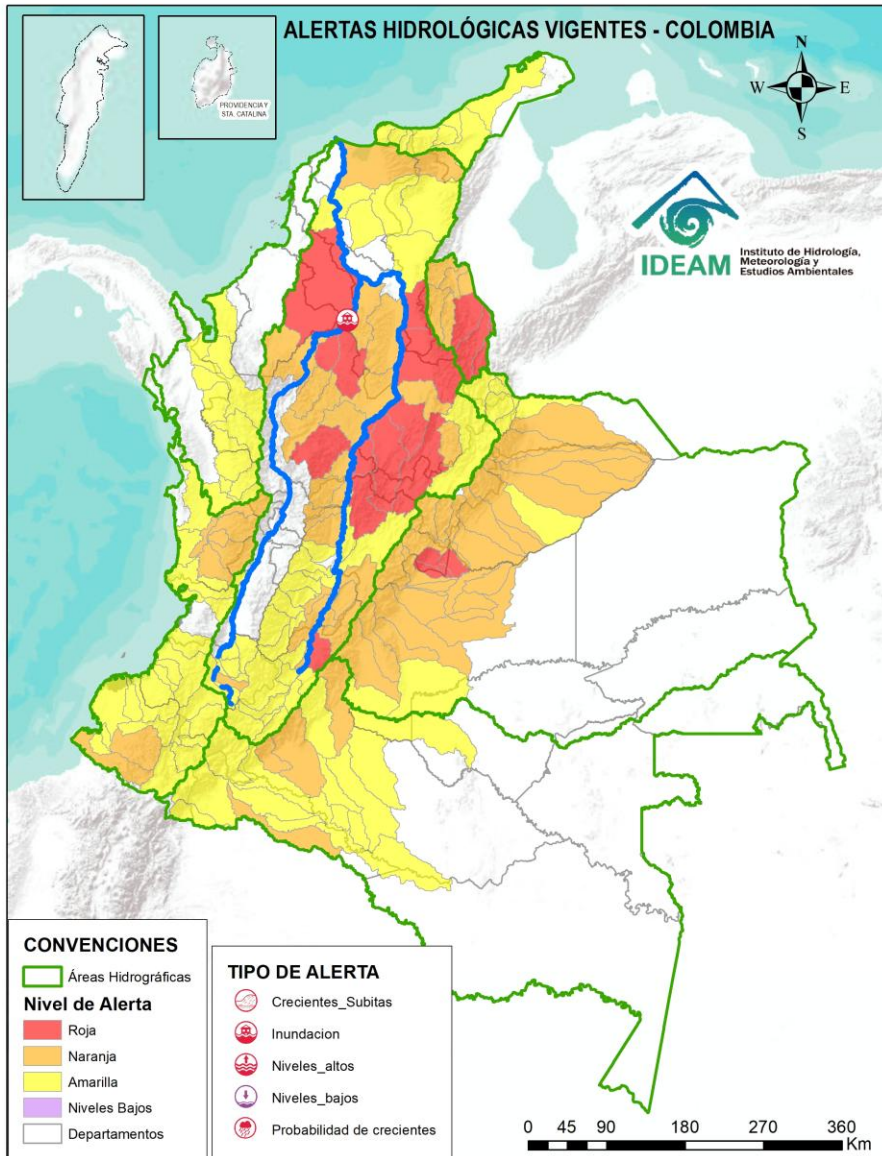 ALERTAS HIDROLÓGICAS VIGENTES - COLOMBIA
PROVIDENCIA Y
STA. CATALINA
N
W
E
S
IDEAM
Instituto de Hidrología,
Meteorología y
Estudios Ambientales
CONVENCIONES
Áreas Hidrográficas
Nivel de Alerta
Roja
Naranja
Amarilla
Niveles Bajos
Departamentos
TIPO DE ALERTA
Crecientes_Subitas
Inundacion
Niveles_altos
Niveles_bajos
Probabilidad de crecientes
0 45 90 180 270 360
Km